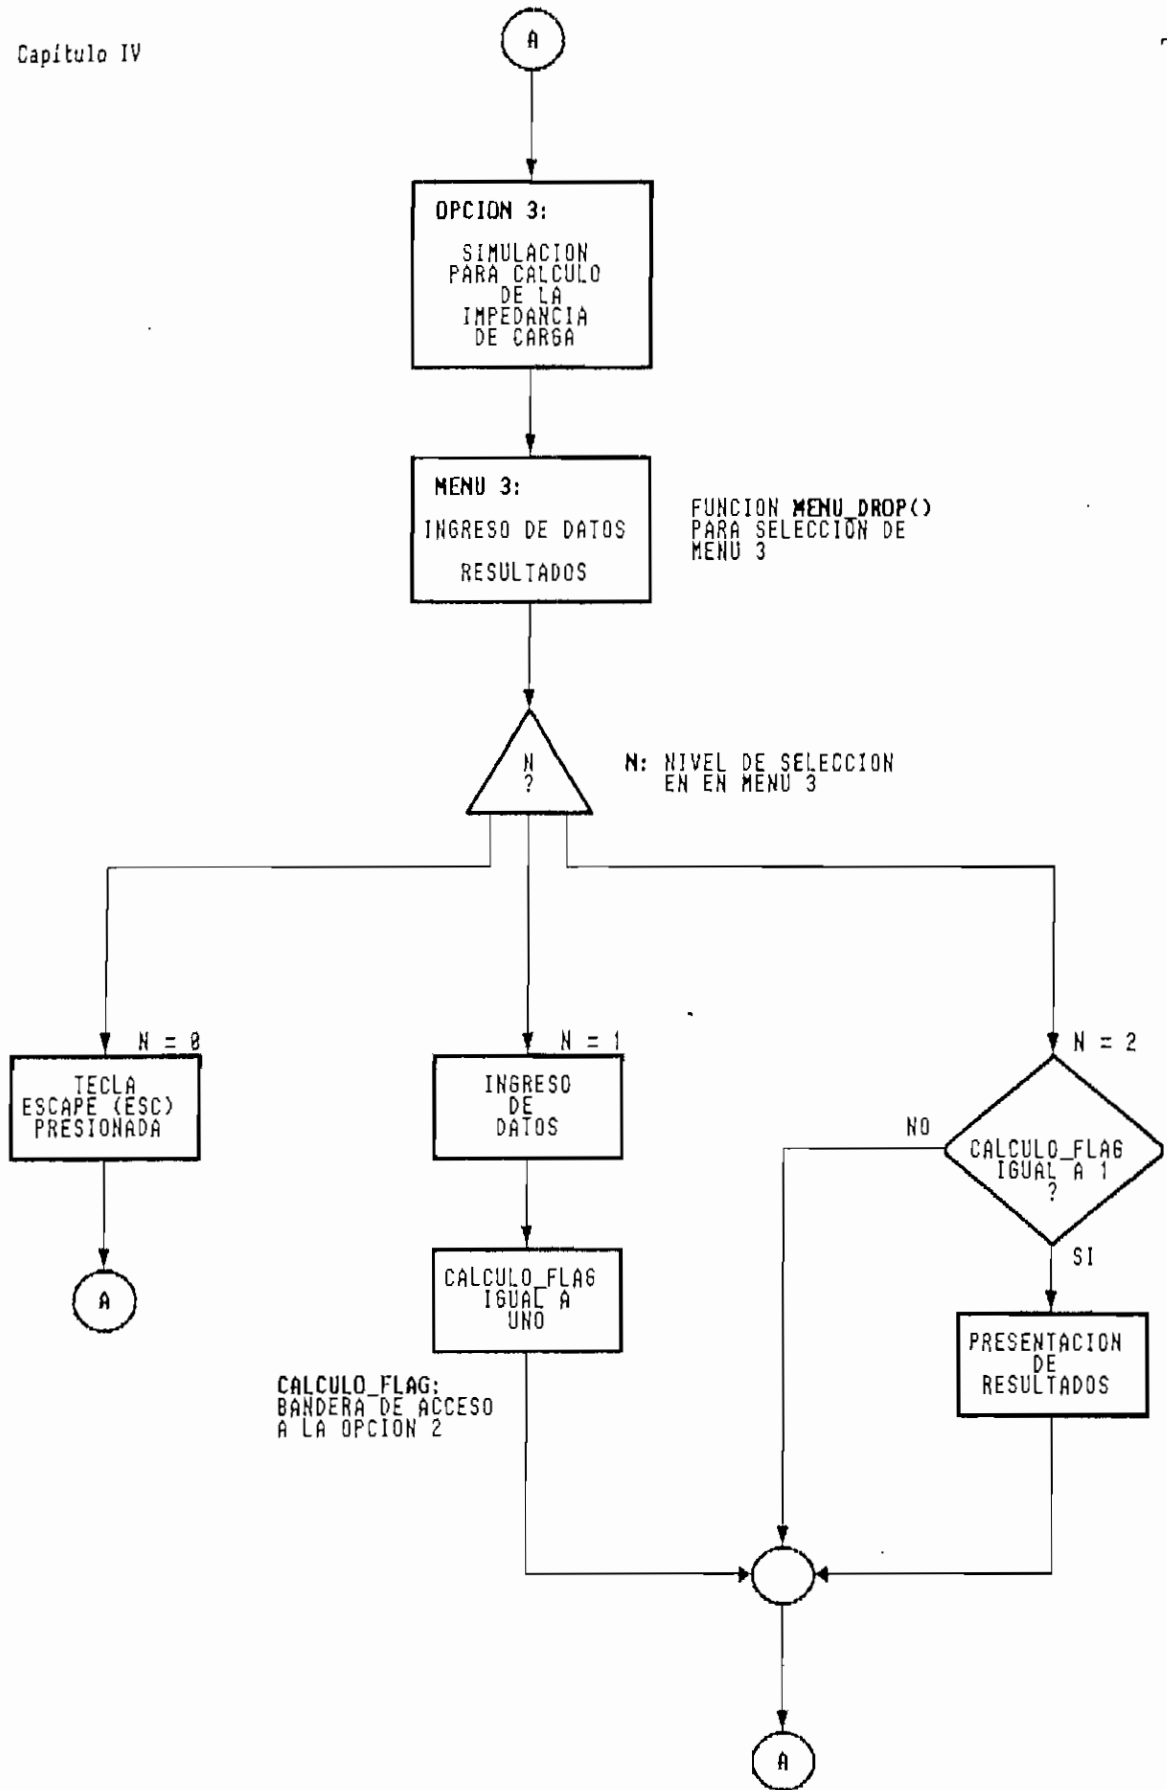 Capítulo IV
A
OPCION 3:
SIMULACION
PARA CALCULO
DE LA
IMPEDANCIA
DE CARGA
MENU 3:
INGRESO DE DATOS
RESULTADOS
FUNCION MENU_DROP()
PARA SELECCION DE
MENU 3
N
?
N: NIVEL DE SELECCION
EN EN MENU 3
N = 0
TECLA
ESCAPE (ESC)
PRESIONADA
A
N = 1
INGRESO
DE
DATOS
CALCULO_FLAG
IGUAL A
UNO
CALCULO_FLAG:
BANDERA DE ACCESO
A LA OPCION 2
N = 2
NO
CALCULO_FLAG
IGUAL A 1
?
SI
PRESENTACION
DE
RESULTADOS
A